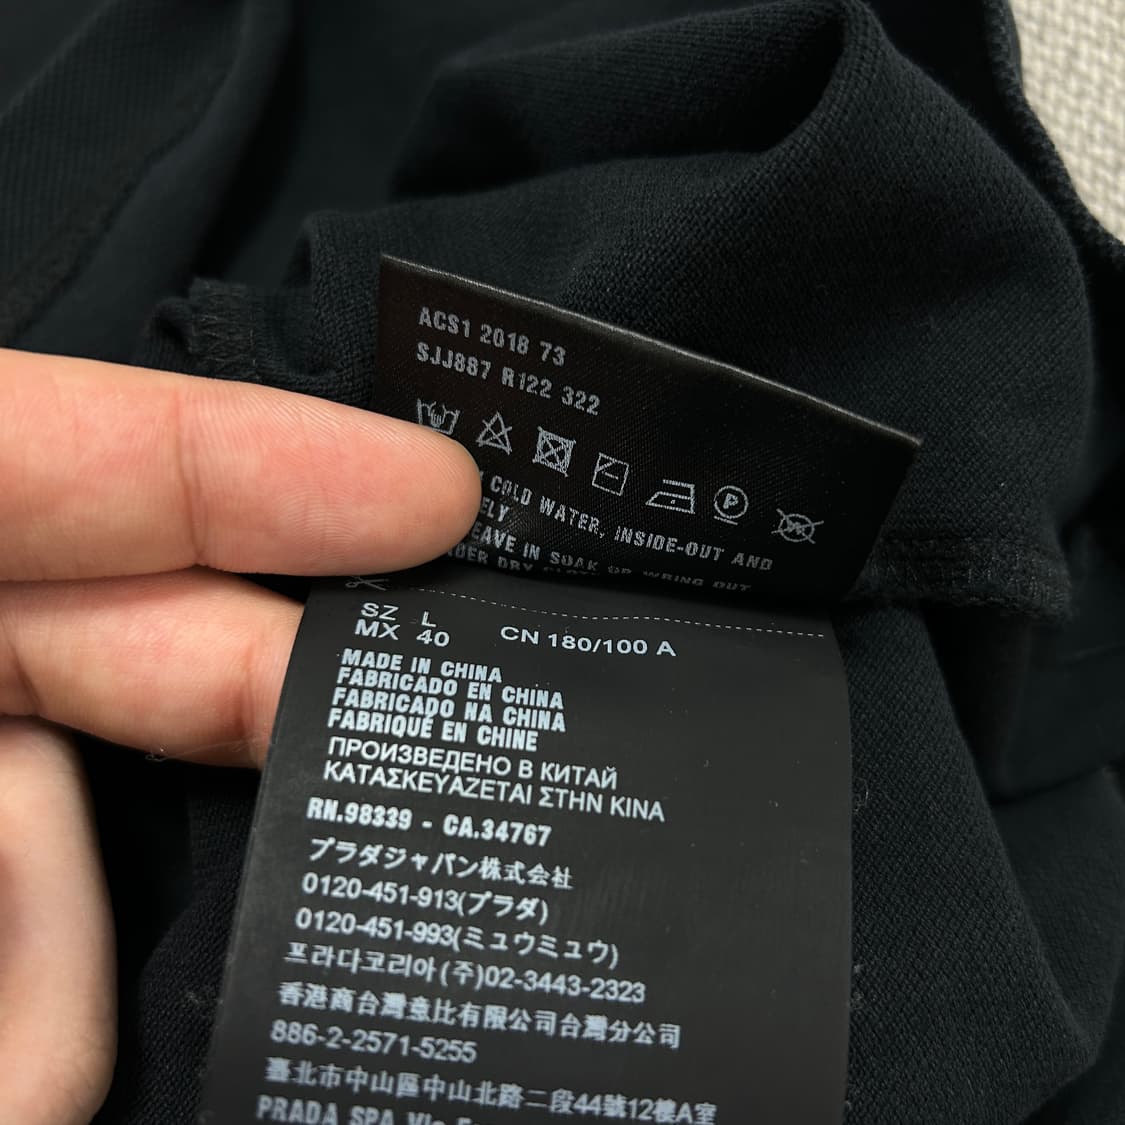 ACS1 2018 73
SJJ887 R122 322
COLD WATER, INSIDE-OUT AND
LEAVE IN SOAK OR WRING OUT
DRY
SZ L
MX 40
CN 180/100 A
MADE IN CHINA
FABRICADO EN CHINA
FABRICADO NA CHINA
FABRIQUÉ EN CHINE
ПРОИЗВЕДЕНО В КИТАЙ
ΚΑΤΑΣΚΕΥΑΖΕΤΑΙ ΣΤΗΝ ΚΙΝΑ
RN.98339 - CA.34767
プラダジャパン株式会社
0120-451-913(プラダ)
0120-451-993(ミュウミュウ)
프라다코리아(주)02-3443-2323
香港商台灣 比有限公司台灣分公司
886-2-2571-5255
臺北市中山區中山北路二段44號12樓A室
PRADA SPA Via